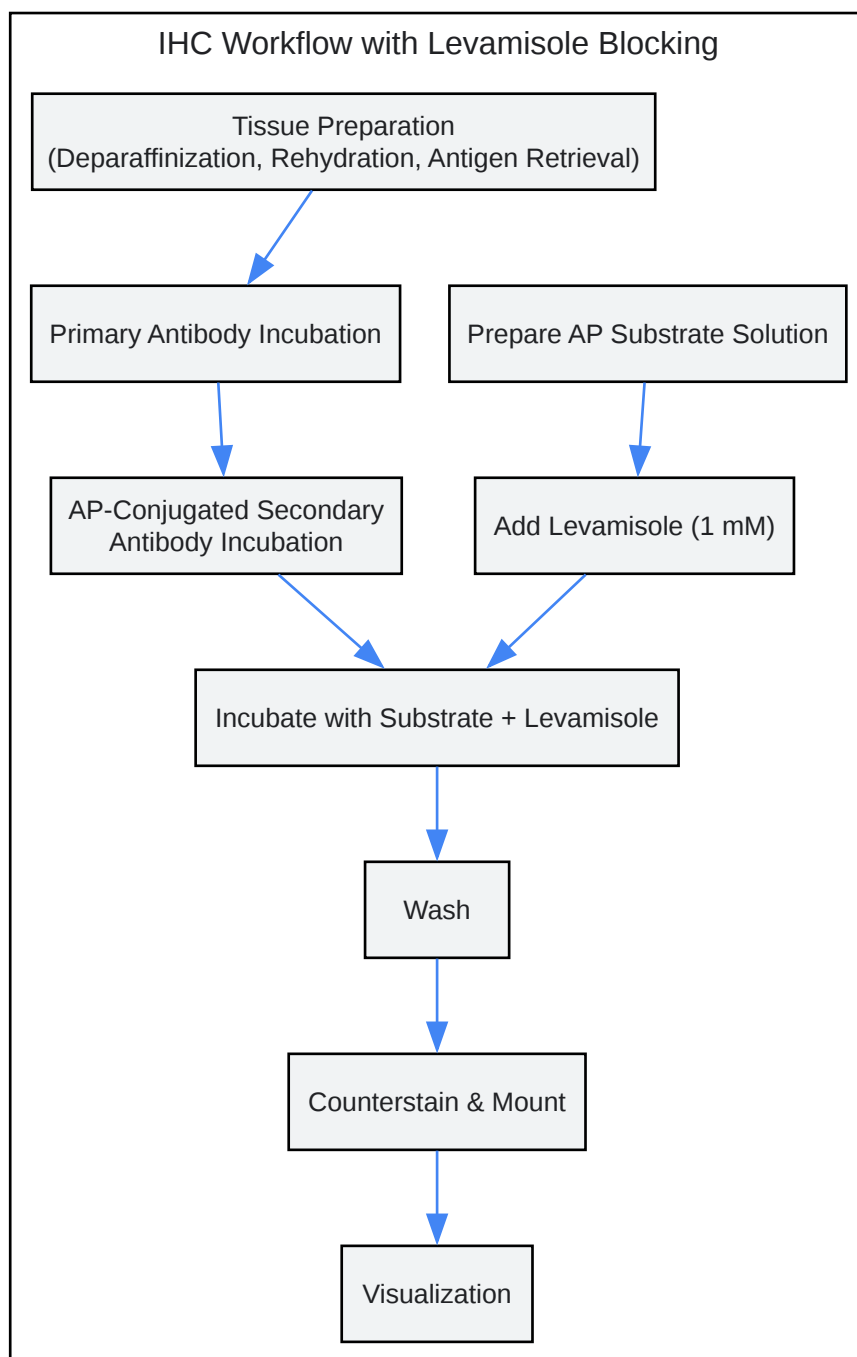 IHC Workflow with Levamisole Blocking
Tissue Preparation
(Deparaffinization, Rehydration, Antigen Retrieval)
Primary Antibody Incubation
Prepare AP Substrate Solution
AP-Conjugated Secondary
Antibody Incubation
Add Levamisole (1 mM)
Incubate with Substrate + Levamisole
Wash
Counterstain & Mount
Visualization